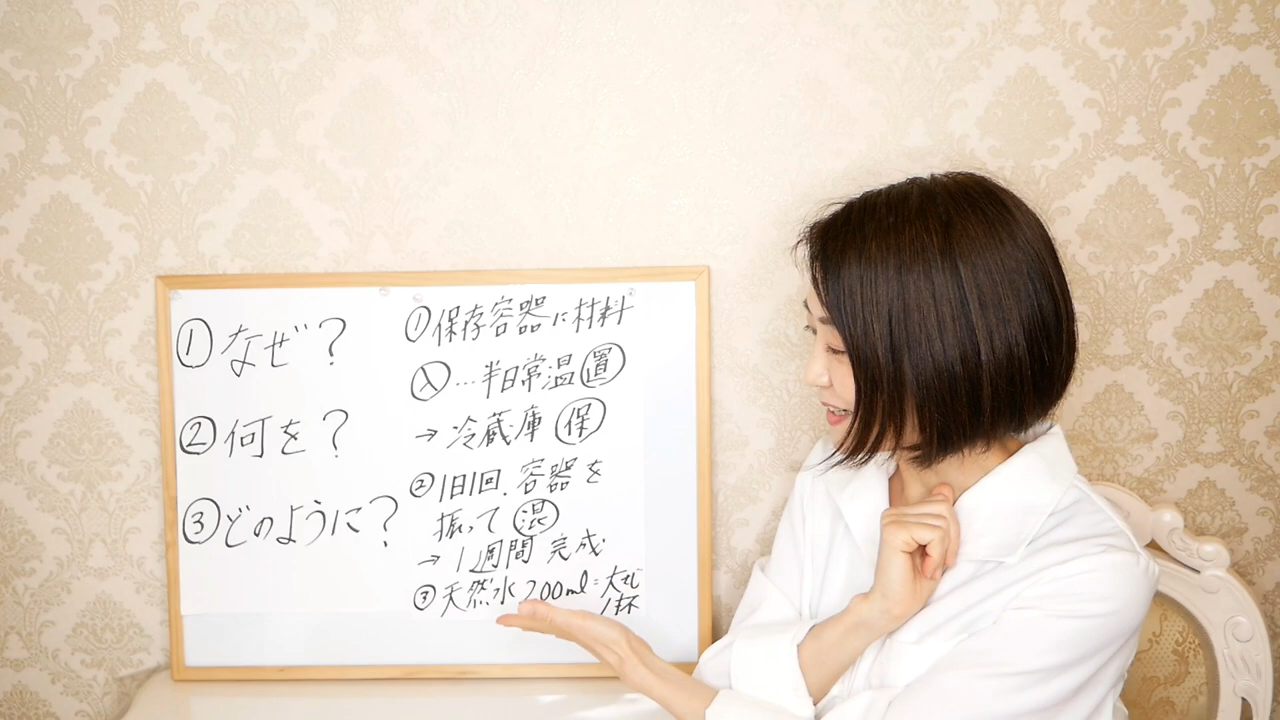 ①なぜ?
②何を?
③どのように?
①保存容器に材料
入…半日常温置
→冷蔵庫保
②1日1回.容器を
振って混
→1週間完成
③天然水200ml:大さじ
1杯